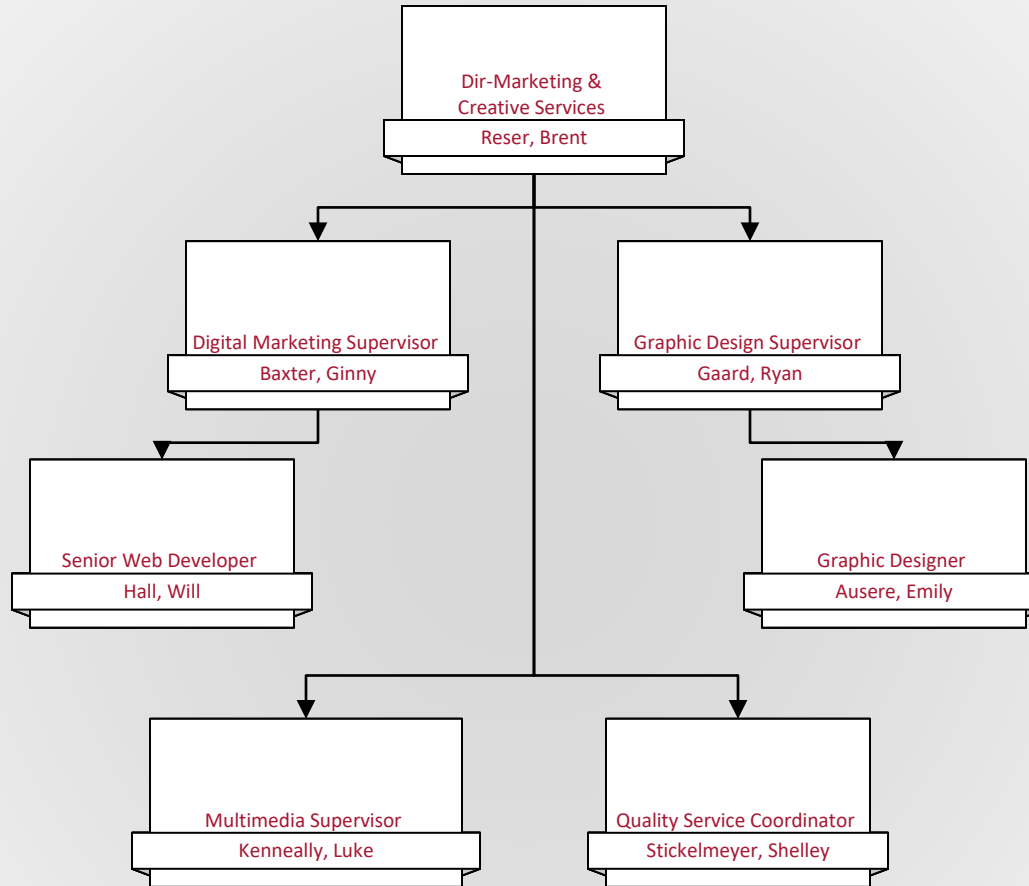 Dir-Marketing &
Creative Services
Reser, Brent
Digital Marketing Supervisor
Baxter, Ginny
Graphic Design Supervisor
Gaard, Ryan
Senior Web Developer
Hall, Will
Graphic Designer
Ausere, Emily
Multimedia Supervisor
Kenneally, Luke
Quality Service Coordinator
Stickelmeyer, Shelley